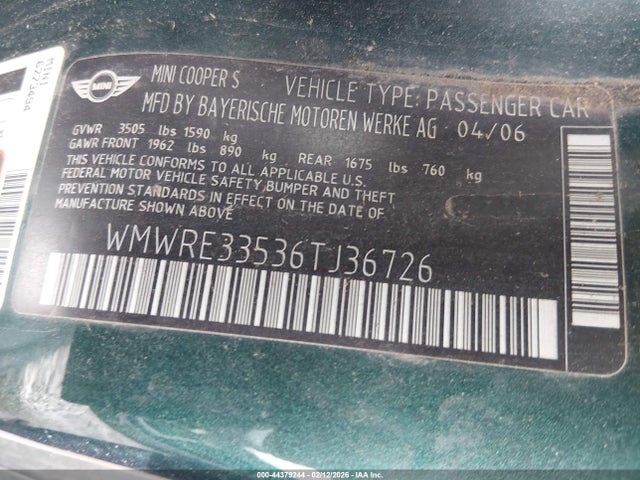 MINI
MINI COOPER S
VEHICLE TYPE: PASSENGER CAR
MFD BY BAYERISCHE MOTOREN WERKE AG 04/06
GVWR 3505 lbs 1590 kg
GAWR FRONT 1962 lbs 890 kg REAR 1675 lbs 760 kg
THIS VEHICLE CONFORMS TO ALL APPLICABLE U.S.
FEDERAL MOTOR VEHICLE SAFETY,BUMPER AND THEFT
PREVENTION STANDARDS IN EFFECT ON THE DATE OF
MANUFACTURE SHOWN ABOVE
WMWRE33536TJ36726
MINI
000-44379244 - 02/12/2026 - COPART IAA